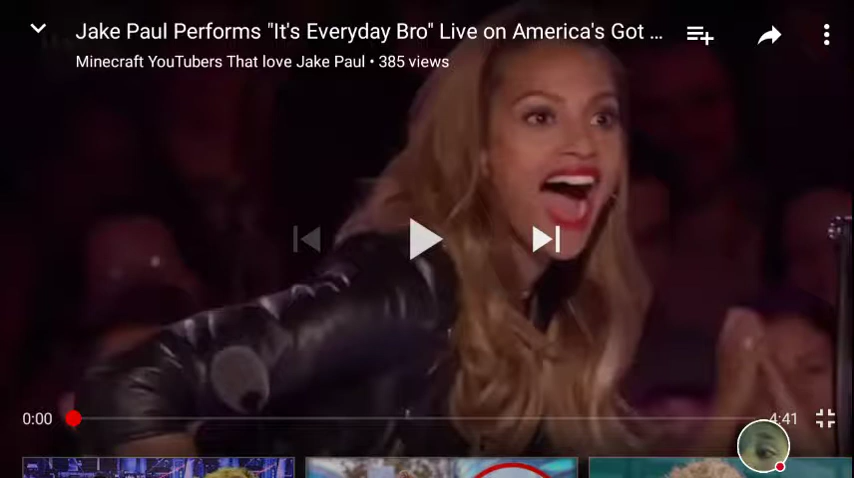 Jake Paul Performs "It's Everyday Bro" Live on America's Got ...
Minecraft YouTubers That love Jake Paul • 385 views
0:00
4:41